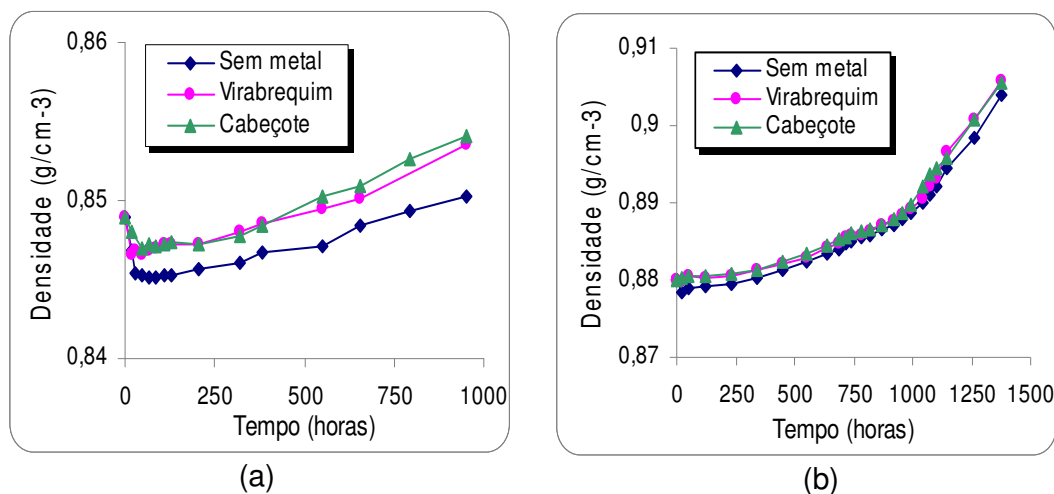 0,86
Sem metal
Virabrequim
Cabeçote
0,85
0,84
Densidade (g/cm-3)
0 250 500 750 1000
Tempo (horas)
(a)
0,91
Sem metal
Virabrequim
Cabeçote
0,9
0,89
0,88
0,87
Densidade (g/cm-3)
0 250 500 750 1000 1250 1500
Tempo (horas)
(b)